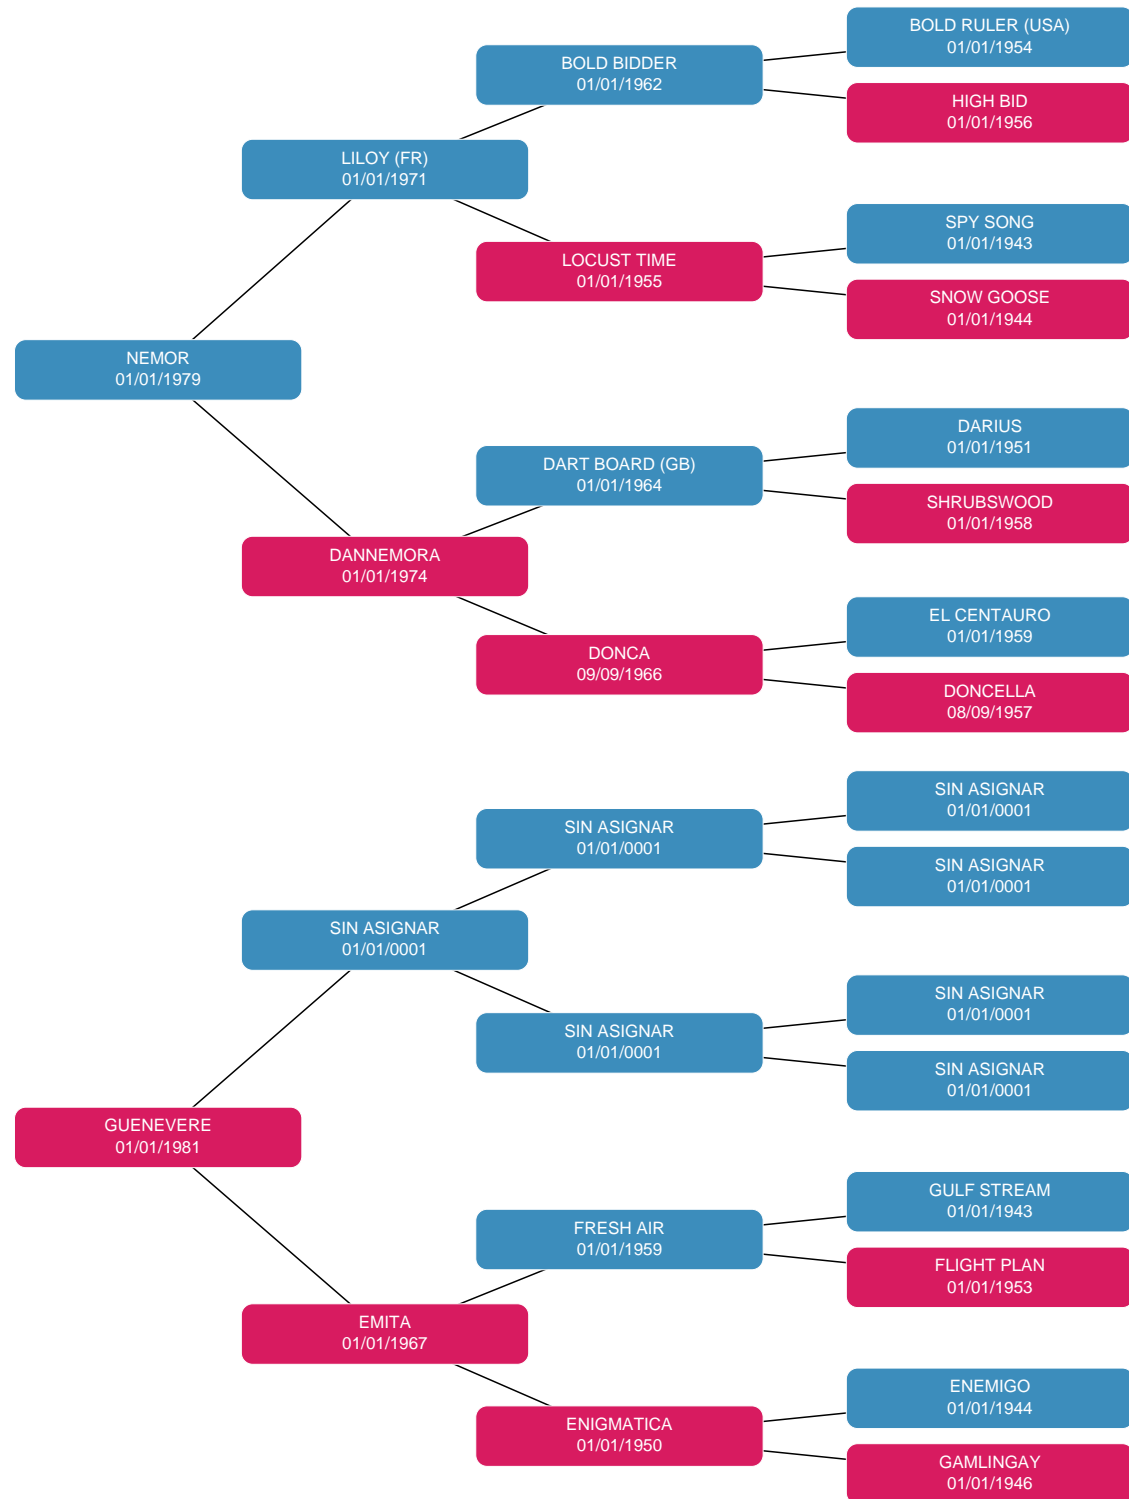 BOLD RULER (USA)
01/01/1954
BOLD BIDDER
01/01/1962
HIGH BID
01/01/1956
LILOY (FR)
01/01/1971
SPY SONG
01/01/1943
LOCUST TIME
01/01/1955
SNOW GOOSE
01/01/1944
NEMOR
01/01/1979
DARIUS
01/01/1951
DART BOARD (GB)
01/01/1964
SHRUBSWOOD
01/01/1958
DANNEMORA
01/01/1974
EL CENTAURO
01/01/1959
DONCA
09/09/1966
DONCELLA
08/09/1957
SIN ASIGNAR
01/01/0001
SIN ASIGNAR
01/01/0001
SIN ASIGNAR
01/01/0001
SIN ASIGNAR
01/01/0001
SIN ASIGNAR
01/01/0001
SIN ASIGNAR
01/01/0001
SIN ASIGNAR
01/01/0001
GUENEVERE
01/01/1981
GULF STREAM
01/01/1943
FRESH AIR
01/01/1959
FLIGHT PLAN
01/01/1953
EMITA
01/01/1967
ENEMIGO
01/01/1944
ENIGMATICA
01/01/1950
GAMLINGAY
01/01/1946